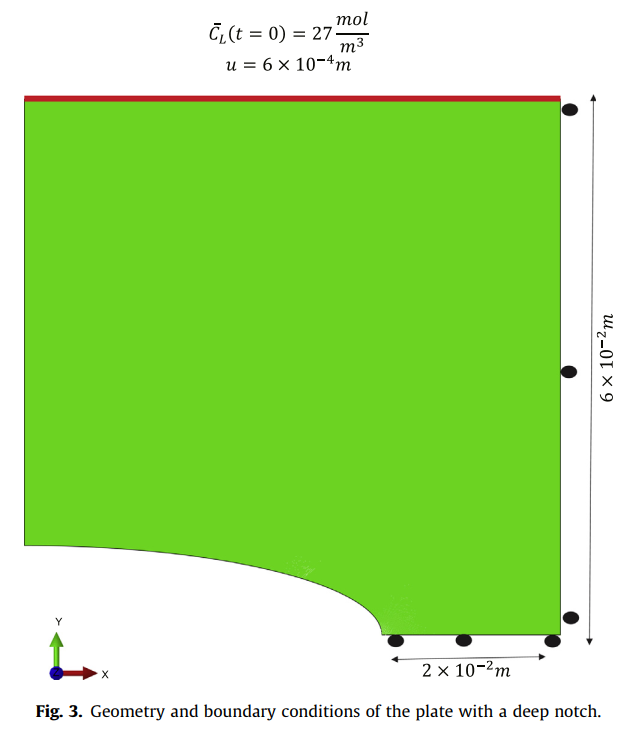 C̄_L(t = 0) = 27 mol/m³
u = 6 × 10⁻⁴m
6 × 10⁻²m
Y
X
2 × 10⁻²m
Fig. 3. Geometry and boundary conditions of the plate with a deep notch.